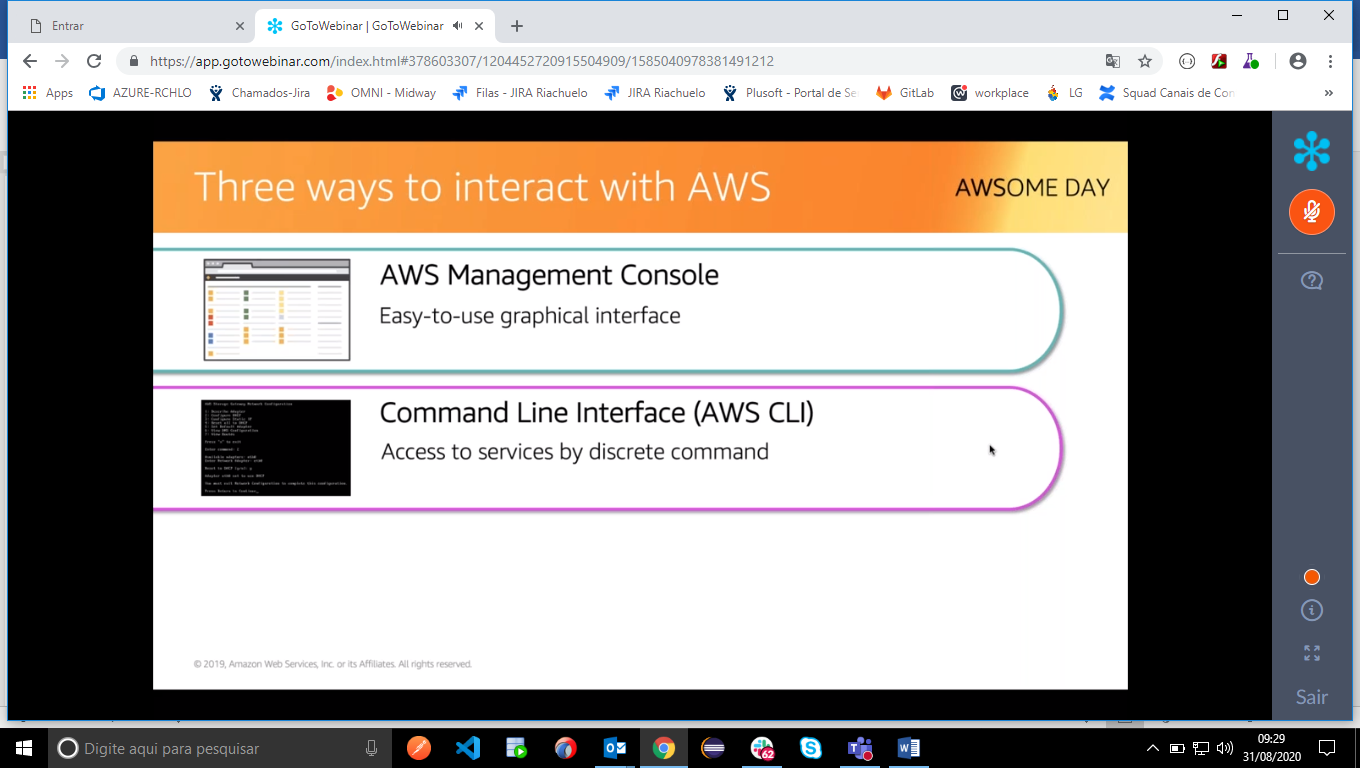 Entrar
GoToWebinar | GoToWebinar
https://app.gotowebinar.com/index.html#378603307/1204452720915504909/1585040978381491212
Apps AZURE-RCHLO Chamados-Jira OMNI - Midway Filas - JIRA Riachuelo JIRA Riachuelo Plusoft - Portal de Se GitLab workplace LG Squad Canais de Con »
Three ways to interact with AWS
AWSOME DAY
AWS Management Console
Easy-to-use graphical interface
Command Line Interface (AWS CLI)
Access to services by discrete command
© 2019, Amazon Web Services, Inc. or its Affiliates. All rights reserved.
Sair
Digite aqui para pesquisar
62
09:29
31/08/2020